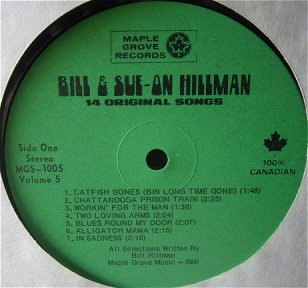 MAPLE
GROVE
RECORDS
BILL & SUE-ON HILLMAN
14 ORIGINAL SONGS
Side One
Stereo
MGS-1005
Volume 5
100%
CANADIAN
1. CATFISH BONES (BIN LONG TIME GONE) (1:48)
2. CHATTANOOGA PRISON TRAIN (2:25)
3. WORKIN' FOR THE MAN (1:38)
4. TWO LOVING ARMS (2:04)
5. BLUES ROUND MY DOOR (2:07)
6. ALLIGATOR MAMA (2:15)
7. IN SADNESS (2:18)
All Selections Written By
Bill Hillman
Maple Grove Music - BMI